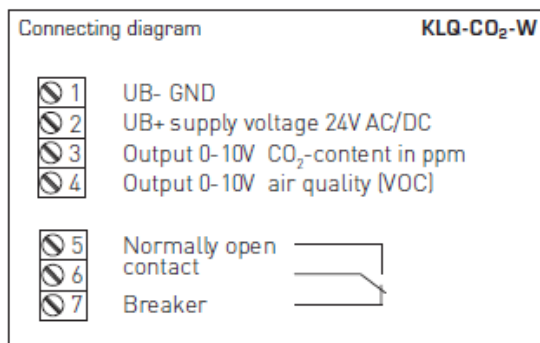 Connecting diagram KLQ-CO₂-W
1 UB- GND
2 UB+ supply voltage 24V AC/DC
3 Output 0-10V CO₂-content in ppm
4 Output 0-10V air quality (VOC)
5 Normally open
contact
6
7 Breaker